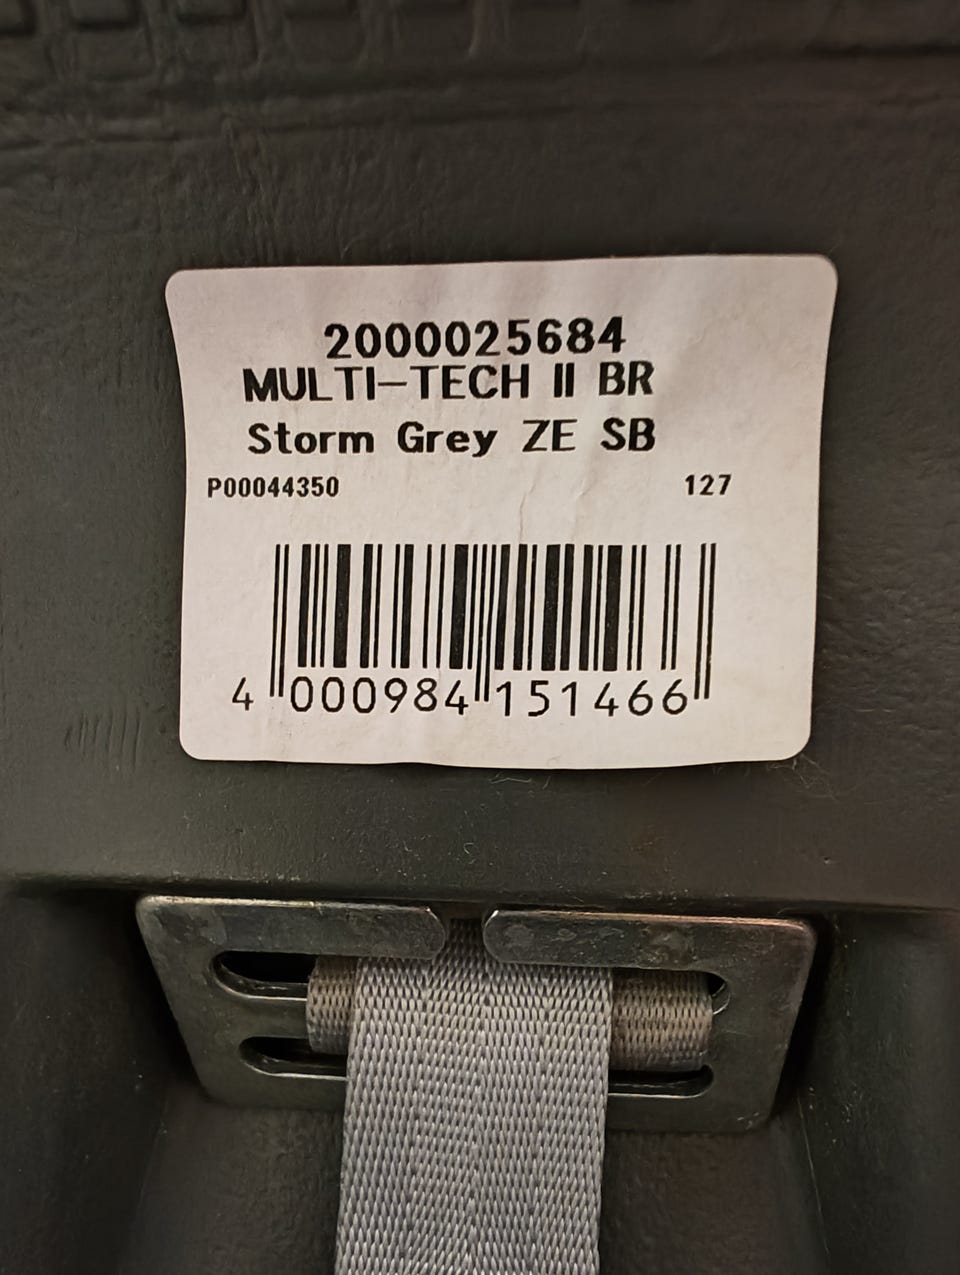 2000025684
MULTI-TECH II BR
Storm Grey ZE SB
P00044350 127
4 000984 151466